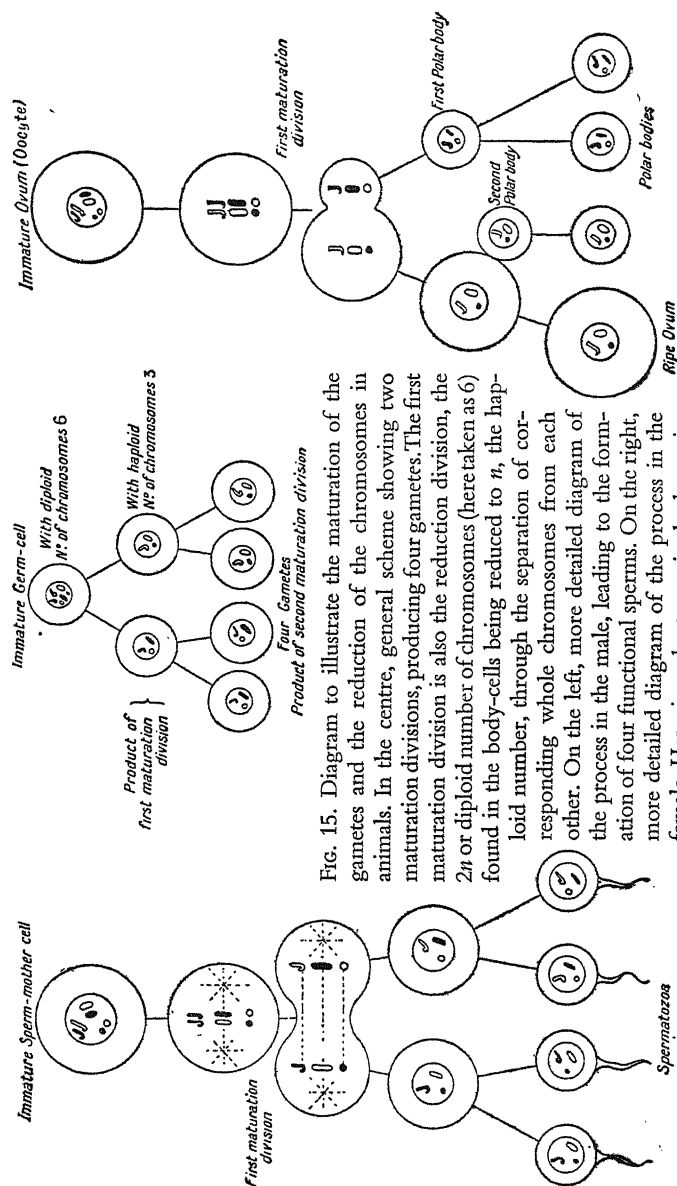 Immature Sperm-mother cell
First maturation
division
Spermatozoa
Immature Germ-cell
With diploid
Nº. of chromosomes 6
With haploid
Nº of chromosomes 3
Product of
first maturation
division
Four Gametes
Product of second maturation division
Immature Ovum (Oocyte)
First maturation
division
First Polar body
Second
Polar body
Polar bodies
Ripe Ovum
FIG. 15. Diagram to illustrate the maturation of the
gametes and the reduction of the chromosomes in
animals. In the centre, general scheme showing two
maturation divisions, producing four gametes. The first
maturation division is also the reduction division, the
2n or diploid number of chromosomes (here taken as 6)
found in the body-cells being reduced to n, the hap-
loid number, through the separation of cor-
responding whole chromosomes from each
other. On the left, more detailed diagram of
the process in the male, leading to the form-
ation of four functional sperms. On the right,
more detailed diagram of the process in the